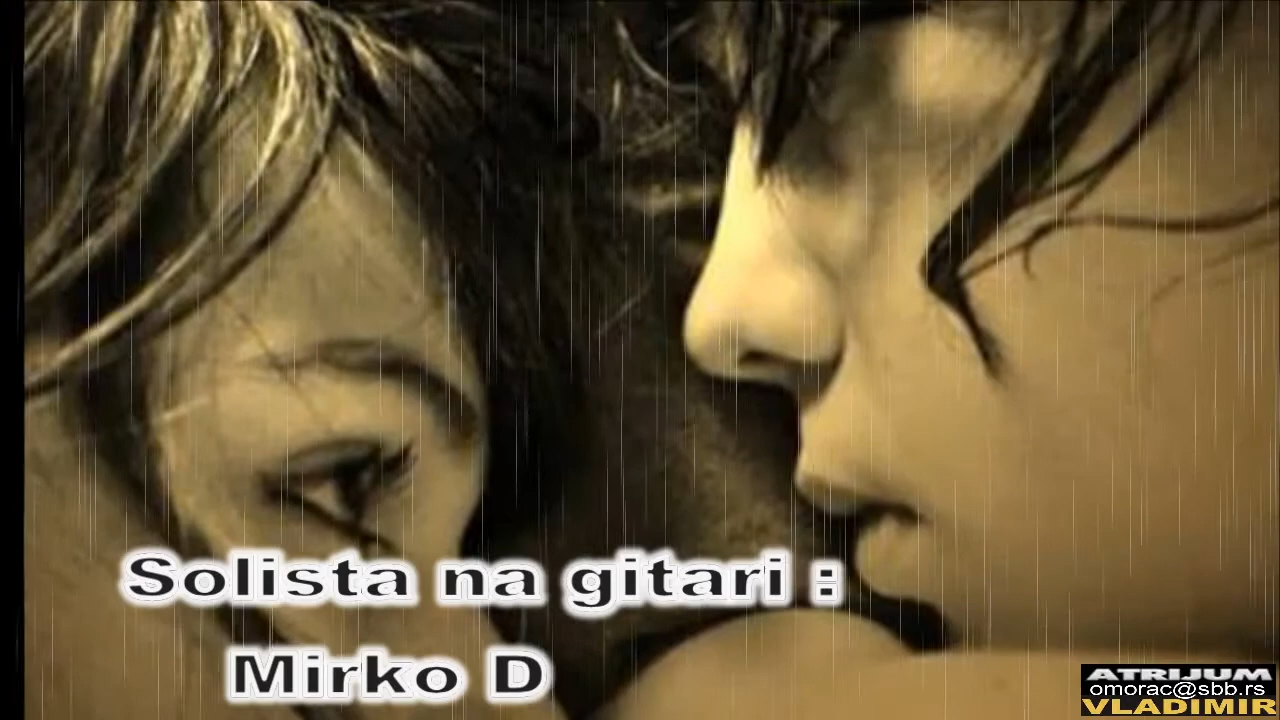 Solista na gitari :
Mirko D
ATRIJUM
omorac@sbb.rs
VLADIMIR